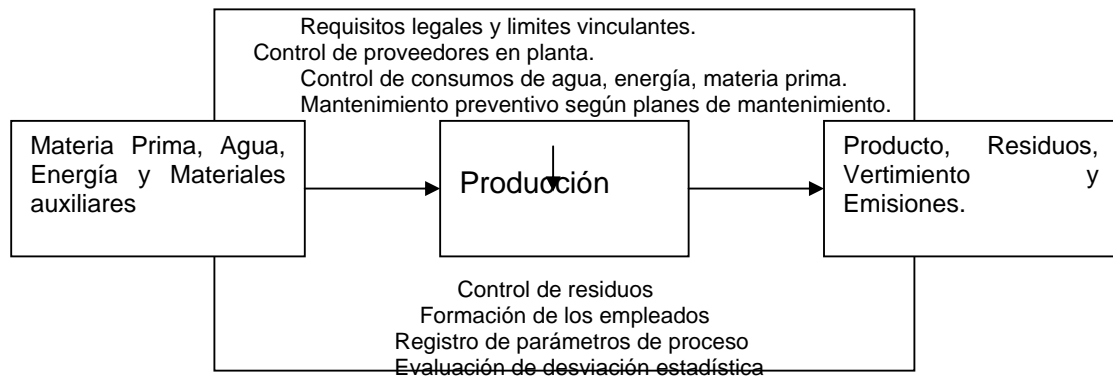 Requisitos legales y limites vinculantes.
Control de proveedores en planta.
Control de consumos de agua, energía, materia prima.
Mantenimiento preventivo según planes de mantenimiento.
Materia Prima, Agua,
Energía y Materiales
auxiliares
Producción
Producto, Residuos,
Vertimiento y
Emisiones.
Control de residuos
Formación de los empleados
Registro de parámetros de proceso
Evaluación de desviación estadística